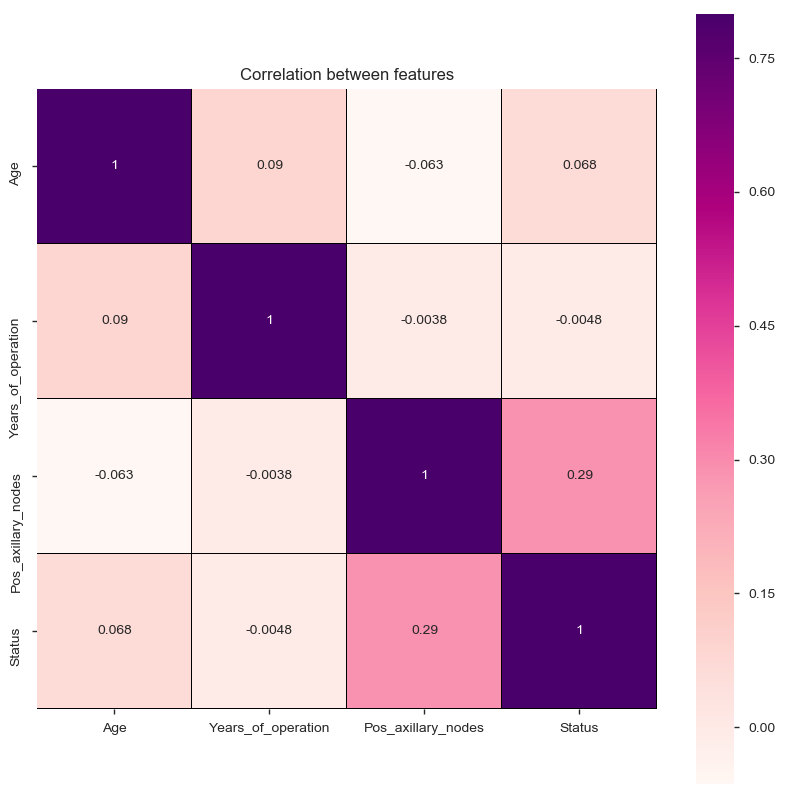 Correlation between features
Age
1
0.09
-0.063
0.068
Years_of_operation
0.09
1
-0.0038
-0.0048
Pos_axillary_nodes
-0.063
-0.0038
1
0.29
Status
0.068
-0.0048
0.29
1
Age
Years_of_operation
Pos_axillary_nodes
Status
0.75
0.60
0.45
0.30
0.15
0.00